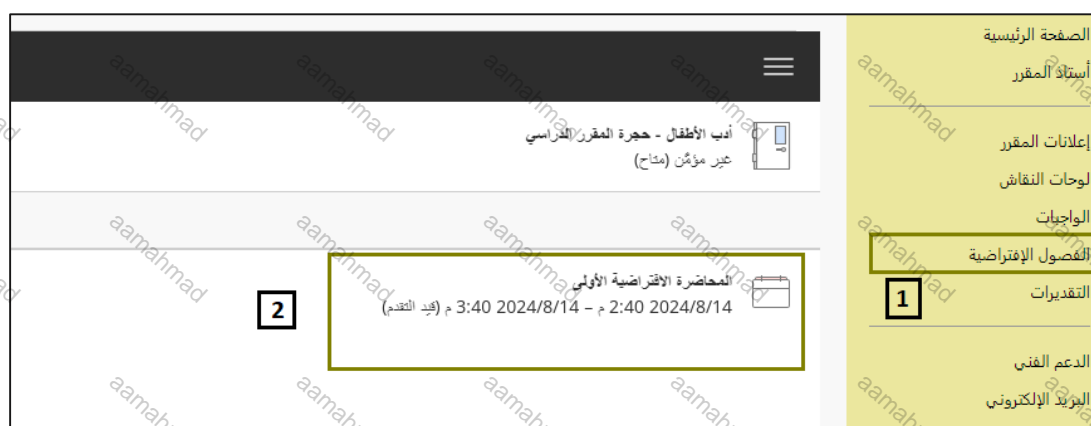 الصفحة الرئيسية
أستاذ المقرر
إعلانات المقرر
لوحات النقاش
الواجبات
الفصول الإفتراضية
1
التقديرات
الدعم الفني
البريد الإلكتروني
أدب الأطفال - حجرة المقرر الدراسي
غير مؤمَّن (متاح)
المحاضرة الافتراضية الأولى
2024/8/14 2:40 م – 2024/8/14 3:40 م (قيد التقدم)
2
aamahmad